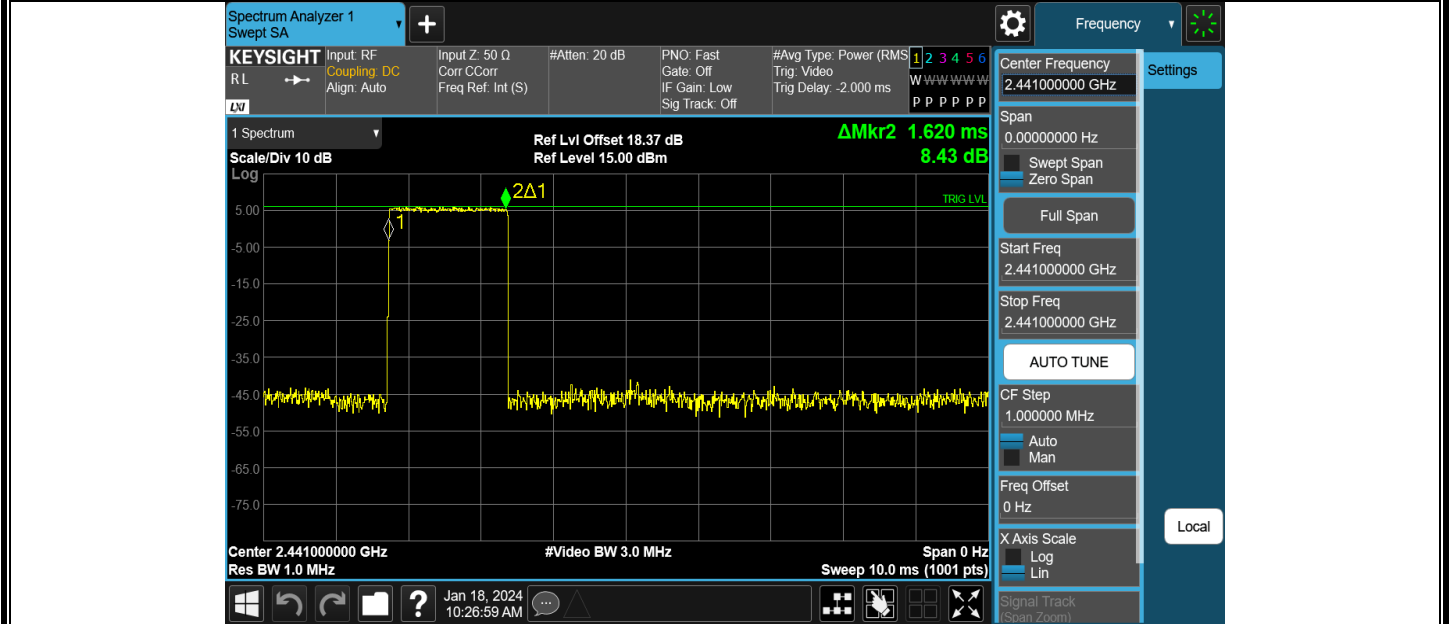 Spectrum Analyzer 1
Swept SA
+
Frequency
KEYSIGHT
R L
LXI
Input: RF
Coupling: DC
Align: Auto
Input Z: 50 Ω
Corr CCorr
Freq Ref: Int (S)
#Atten: 20 dB
PNO: Fast
Gate: Off
IF Gain: Low
Sig Track: Off
#Avg Type: Power (RMS
Trig: Video
Trig Delay: -2.000 ms
1 2 3 4 5 6
W W W W W W
P P P P P P
1 Spectrum
Scale/Div 10 dB
Log
Ref Lvl Offset 18.37 dB
Ref Level 15.00 dBm
ΔMkr2 1.620 ms
8.43 dB
2Δ1
1
TRIG LVL
5.00
-5.00
-15.0
-25.0
-35.0
-45.0
-55.0
-65.0
-75.0
Center 2.441000000 GHz
#Video BW 3.0 MHz
Span 0 Hz
Res BW 1.0 MHz
Sweep 10.0 ms (1001 pts)
?
Jan 18, 2024
10:26:59 AM
Center Frequency
2.441000000 GHz
Span
0.00000000 Hz
Swept Span
Zero Span
Full Span
Start Freq
2.441000000 GHz
Stop Freq
2.441000000 GHz
AUTO TUNE
CF Step
1.000000 MHz
Auto
Man
Freq Offset
0 Hz
X Axis Scale
Log
Lin
Signal Track
(Span Zoom)
Settings
Local